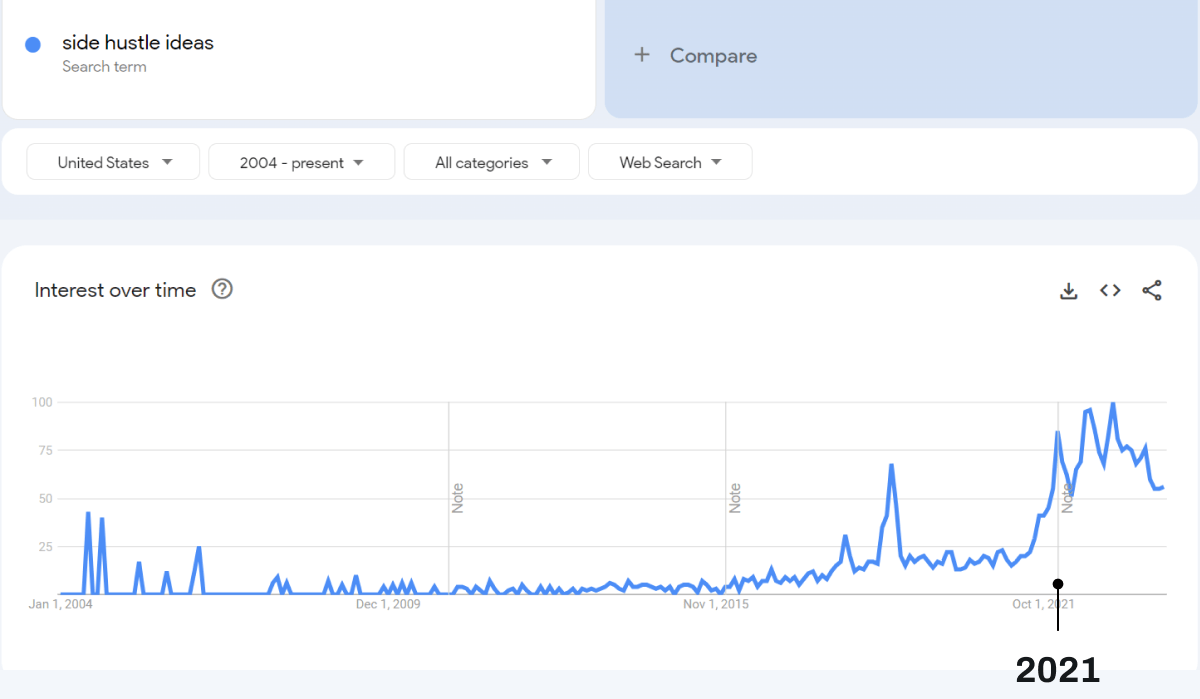 side hustle ideas
Search term
+ Compare
United States
2004 - present
All categories
Web Search
Interest over time ?
100
75
50
25
Note
Note
Note
Jan 1, 2004
Dec 1, 2009
Nov 1, 2015
Oct 1, 2021
2021